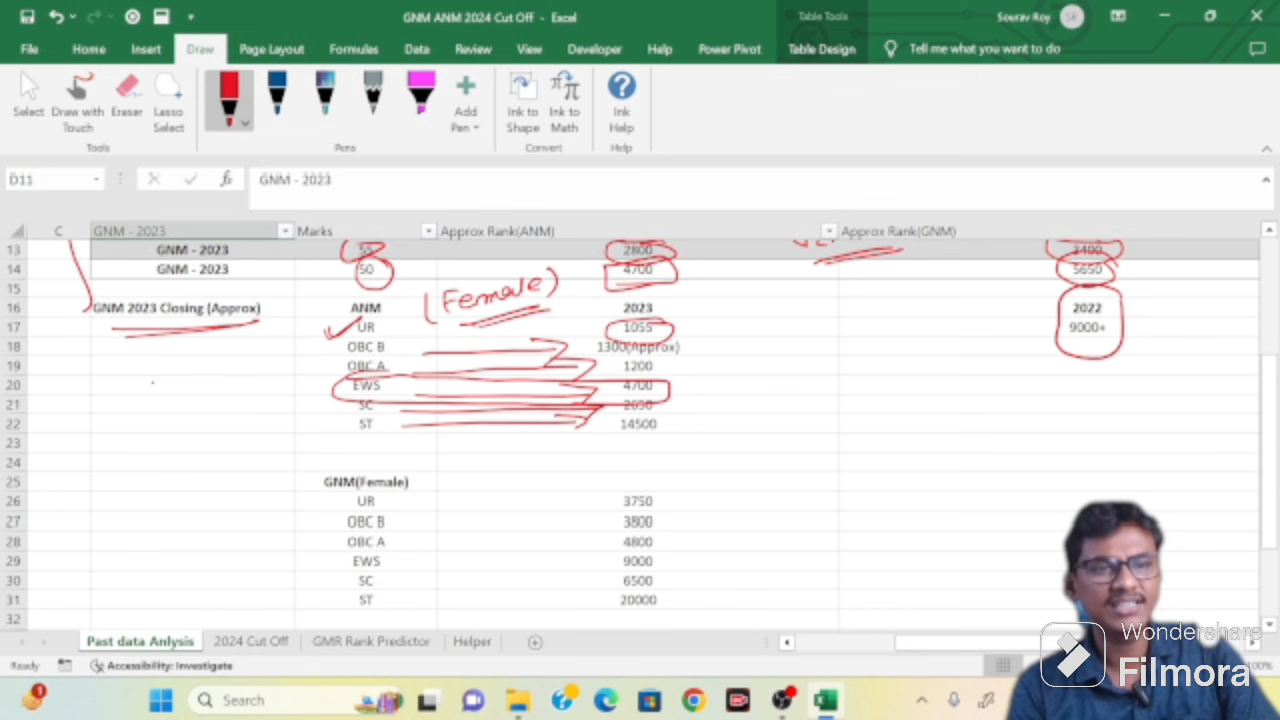 GNM ANM 2024 Cut Off - Excel
Table Tools
Sourav Roy
SR
File Home Insert Draw Page Layout Formulas Data Review View Developer Help Power Pivot Table Design Tell me what you want to do
Select
Draw with Touch
Eraser
Lasso Select
Add Pen
Ink to Shape
Ink to Math
Ink Help
Tools Pens Convert Help
D11 fx GNM - 2023
C GNM - 2023 Marks Approx Rank(ANM) Approx Rank(GNM)
13 GNM - 2023 55 2800 3400
14 GNM - 2023 50 4700 5650
15 (Female)
16 GNM 2023 Closing (Approx) ANM 2023 2022
17 UR 1055 9000+
18 OBC B 1300(Approx)
19 OBC A 1200
20 EWS 4700
21 SC 2650
22 ST 14500
23
24
25 GNM(Female)
26 UR 3750
27 OBC B 3800
28 OBC A 4800
29 EWS 9000
30 SC 6500
31 ST 20000
32
Past data Anlysis 2024 Cut Off GMR Rank Predictor Helper
Ready Accessibility: Investigate 100%
Wondershare
Filmora
1 Search